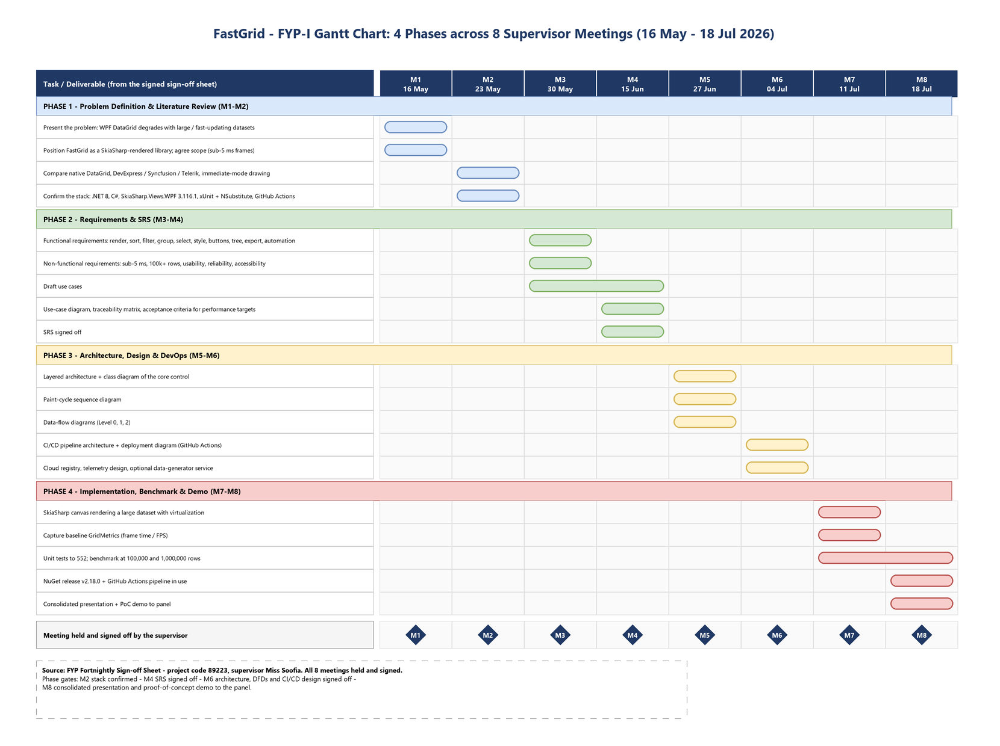 FastGrid - FYP-I Gantt Chart: 4 Phases across 8 Supervisor Meetings (16 May - 18 Jul 2026)
Task / Deliverable (from the signed sign-off sheet)
M1
16 May
M2
23 May
M3
30 May
M4
15 Jun
M5
27 Jun
M6
04 Jul
M7
11 Jul
M8
18 Jul
PHASE 1 - Problem Definition & Literature Review (M1-M2)
Present the problem: WPF DataGrid degrades with large / fast-updating datasets
Position FastGrid as a SkiaSharp-rendered library; agree scope (sub-5 ms frames)
Compare native DataGrid, DevExpress / Syncfusion / Telerik, immediate-mode drawing
Confirm the stack: .NET 8, C#, SkiaSharp.Views.WPF 3.116.1, xUnit + NSubstitute, GitHub Actions
PHASE 2 - Requirements & SRS (M3-M4)
Functional requirements: render, sort, filter, group, select, style, buttons, tree, export, automation
Non-functional requirements: sub-5 ms, 100k+ rows, usability, reliability, accessibility
Draft use cases
Use-case diagram, traceability matrix, acceptance criteria for performance targets
SRS signed off
PHASE 3 - Architecture, Design & DevOps (M5-M6)
Layered architecture + class diagram of the core control
Paint-cycle sequence diagram
Data-flow diagrams (Level 0, 1, 2)
CI/CD pipeline architecture + deployment diagram (GitHub Actions)
Cloud registry, telemetry design, optional data-generator service
PHASE 4 - Implementation, Benchmark & Demo (M7-M8)
SkiaSharp canvas rendering a large dataset with virtualization
Capture baseline GridMetrics (frame time / FPS)
Unit tests to 552; benchmark at 100,000 and 1,000,000 rows
NuGet release v2.18.0 + GitHub Actions pipeline in use
Consolidated presentation + PoC demo to panel
Meeting held and signed off by the supervisor
M1
M2
M3
M4
M5
M6
M7
M8
Source: FYP Fortnightly Sign-off Sheet - project code 89223, supervisor Miss Soofia. All 8 meetings held and signed.
Phase gates: M2 stack confirmed - M4 SRS signed off - M6 architecture, DFDs and CI/CD design signed off -
M8 consolidated presentation and proof-of-concept demo to the panel.